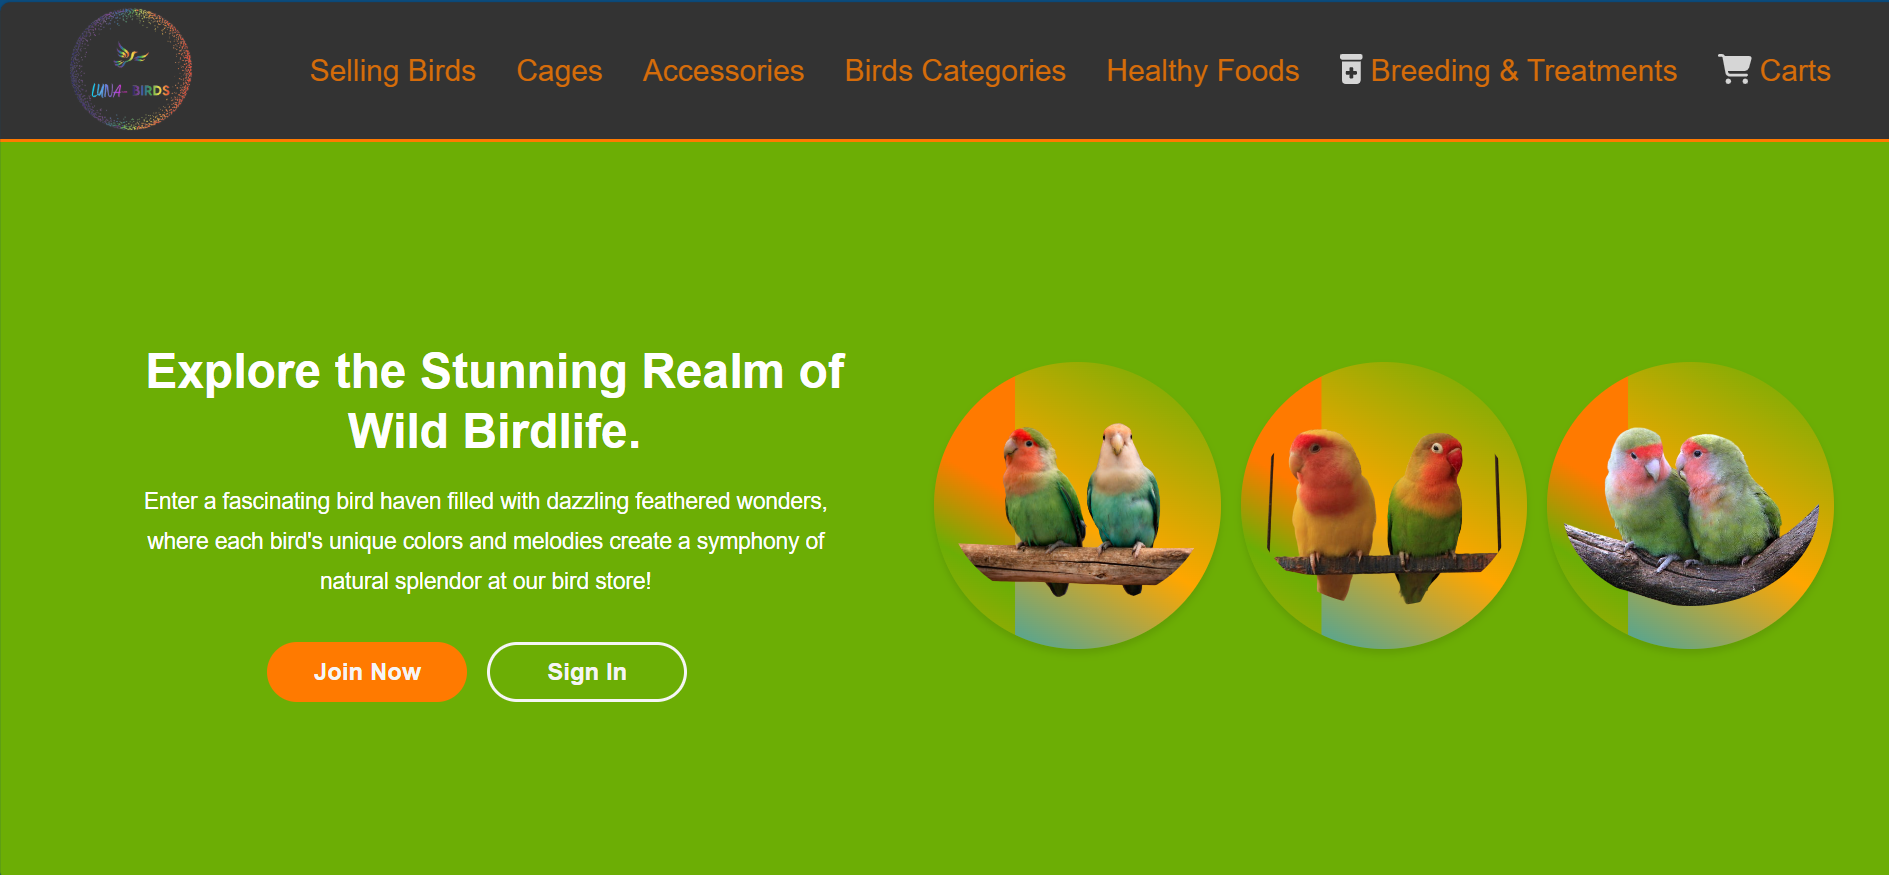 LUNA BIRDS
Selling Birds
Cages
Accessories
Birds Categories
Healthy Foods
Breeding & Treatments
Carts
Explore the Stunning Realm of
Wild Birdlife.
Enter a fascinating bird haven filled with dazzling feathered wonders,
where each bird's unique colors and melodies create a symphony of
natural splendor at our bird store!
Join Now
Sign In